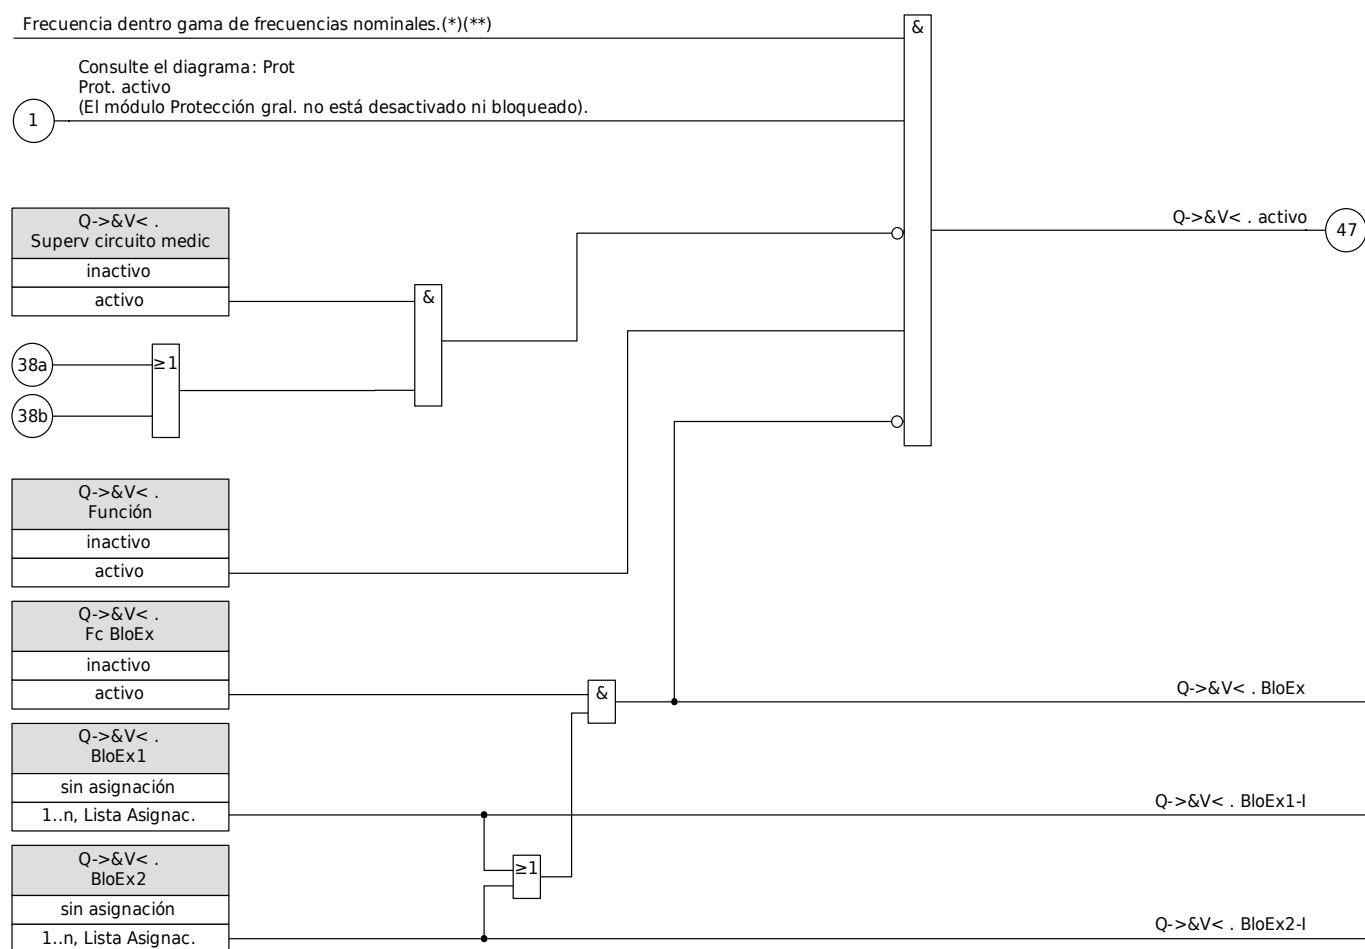 Frecuencia dentro gama de frecuencias nominales.(*)(**)
&
Consulte el diagrama: Prot
Prot. activo
(El módulo Protección gral. no está desactivado ni bloqueado).
1
Q->&V< .
Superv circuito medic
inactivo
activo
&
Q->&V< . activo
47
38a
≥1
38b
Q->&V< .
Función
inactivo
activo
Q->&V< .
Fc BloEx
inactivo
activo
&
Q->&V< . BloEx
Q->&V< .
BloEx1
sin asignación
1..n, Lista Asignac.
Q->&V< . BloEx1-I
≥1
Q->&V< .
BloEx2
sin asignación
1..n, Lista Asignac.
Q->&V< . BloEx2-I